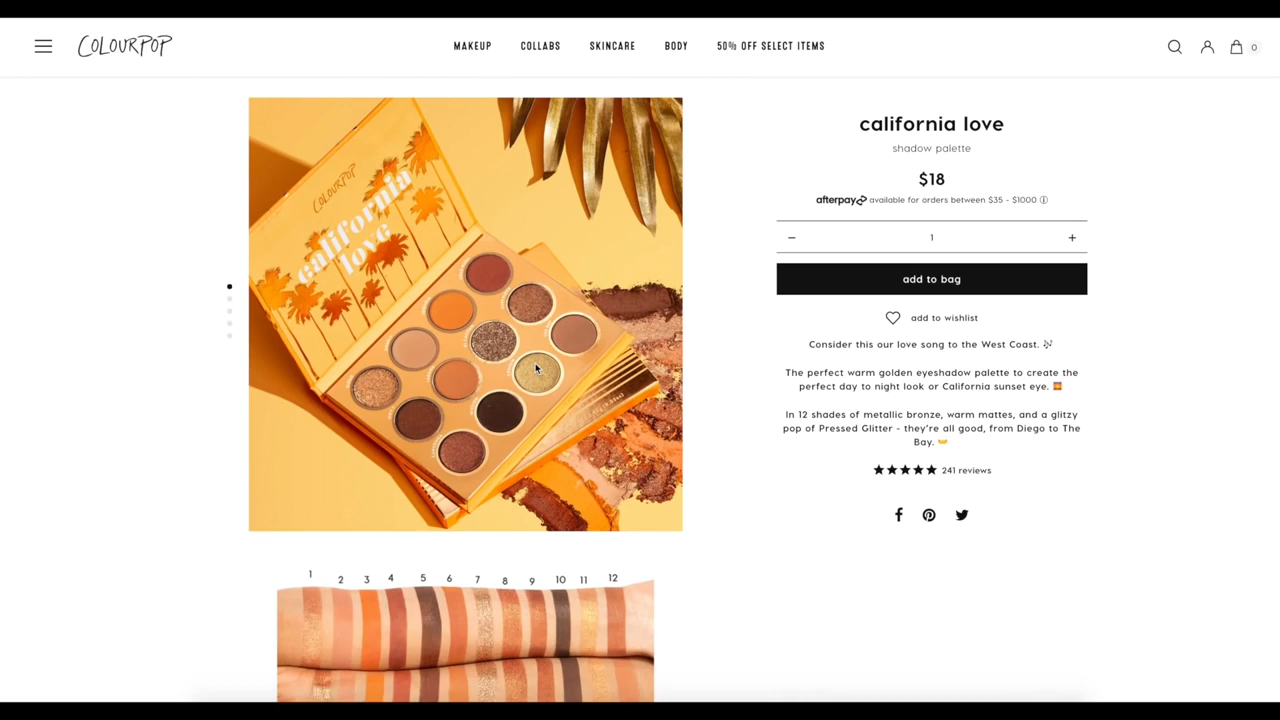 COLOURPOP
MAKEUP
COLLABS
SKINCARE
BODY
50% OFF SELECT ITEMS
0
COLOURPOP
california
love
california love
shadow palette
$18
afterpay available for orders between $35 - $1000
1
add to bag
add to wishlist
Consider this our love song to the West Coast. 🎶
The perfect warm golden eyeshadow palette to create the
perfect day to night look or California sunset eye. 🌇
In 12 shades of metallic bronze, warm mattes, and a glitzy
pop of Pressed Glitter - they're all good, from Diego to The
Bay. 🤝
241 reviews
1 2 3 4 5 6 7 8 9 10 11 12